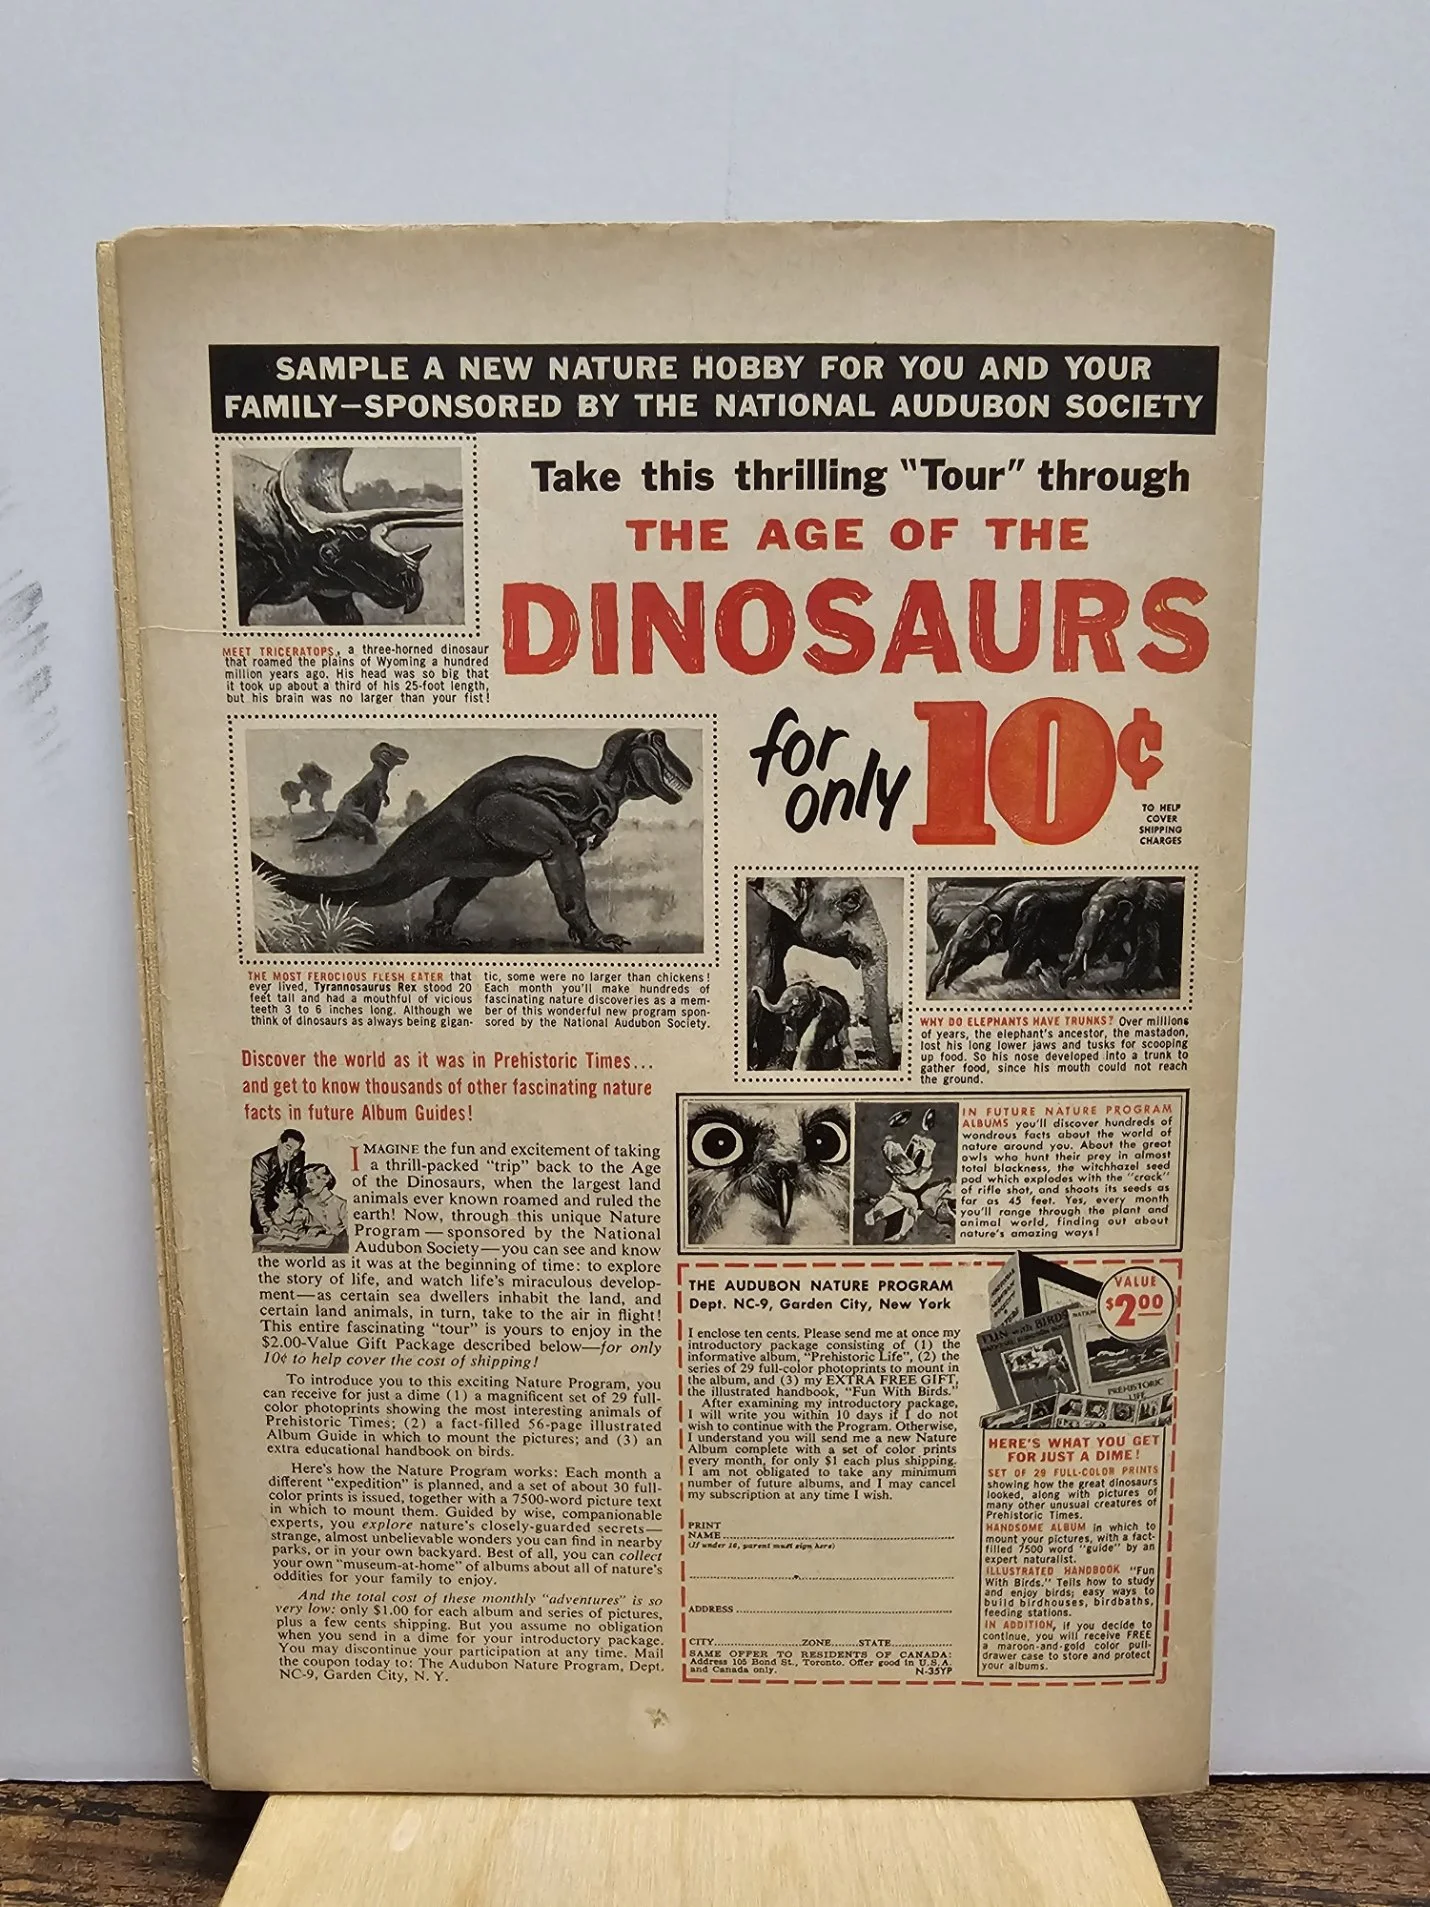 SAMPLE A NEW NATURE HOBBY FOR YOU AND YOUR
FAMILY—SPONSORED BY THE NATIONAL AUDUBON SOCIETY
Take this thrilling "Tour" through
THE AGE OF THE
DINOSAURS
for
only
10¢
TO HELP
COVER
SHIPPING
CHARGES
MEET TRICERATOPS, a three-horned dinosaur
that roamed the plains of Wyoming a hundred
million years ago. His head was so big that
it took up about a third of his 25-foot length,
but his brain was no larger than your fist!
THE MOST FEROCIOUS FLESH EATER that
ever lived, Tyrannosaurus Rex stood 20
feet tall and had a mouthful of vicious
teeth 3 to 6 inches long. Although we
think of dinosaurs as always being gigan-
tic, some were no larger than chickens!
Each month you'll make hundreds of
fascinating nature discoveries as a mem-
ber of this wonderful new program spon-
sored by the National Audubon Society.
WHY DO ELEPHANTS HAVE TRUNKS? Over millions
of years, the elephant's ancestor, the mastadon,
lost his long lower jaws and tusks for scooping
up food. So his nose developed into a trunk to
gather food, since his mouth could not reach
the ground.
Discover the world as it was in Prehistoric Times...
and get to know thousands of other fascinating nature
facts in future Album Guides!
IMAGINE the fun and excitement of taking
a thrill-packed "trip" back to the Age
of the Dinosaurs, when the largest land
animals ever known roamed and ruled the
earth! Now, through this unique Nature
Program — sponsored by the National
Audubon Society—you can see and know
the world as it was at the beginning of time: to explore
the story of life, and watch life's miraculous develop-
ment—as certain sea dwellers inhabit the land, and
certain land animals, in turn, take to the air in flight!
This entire fascinating "tour" is yours to enjoy in the
$2.00-Value Gift Package described below—for only
10¢ to help cover the cost of shipping!
To introduce you to this exciting Nature Program, you
can receive for just a dime (1) a magnificent set of 29 full-
color photoprints showing the most interesting animals of
Prehistoric Times; (2) a fact-filled 56-page illustrated
Album Guide in which to mount the pictures; and (3) an
extra educational handbook on birds.
Here's how the Nature Program works: Each month a
different "expedition" is planned, and a set of about 30 full-
color prints is issued, together with a 7500-word picture text
in which to mount them. Guided by wise, companionable
experts, you explore nature's closely-guarded secrets—
strange, almost unbelievable wonders you can find in nearby
parks, or in your own backyard. Best of all, you can collect
your own "museum-at-home" of albums about all of nature's
oddities for your family to enjoy.
And the total cost of these monthly "adventures" is so
very low: only $1.00 for each album and series of pictures,
plus a few cents shipping. But you assume no obligation
when you send in a dime for your introductory package.
You may discontinue your participation at any time. Mail
the coupon today to: The Audubon Nature Program, Dept.
NC-9, Garden City, N. Y.
IN FUTURE NATURE PROGRAM
ALBUMS you'll discover hundreds of
wondrous facts about the world of
nature around you. About the great
owls who hunt their prey in almost
total blackness, the witchhazel seed
pod which explodes with the "crack"
of rifle shot, and shoots its seeds as
far as 45 feet. Yes, every month
you'll range through the plant and
animal world, finding out about
nature's amazing ways!
THE AUDUBON NATURE PROGRAM
Dept. NC-9, Garden City, New York
I enclose ten cents. Please send me at once my
introductory package consisting of (1) the
informative album, "Prehistoric Life", (2) the
series of 29 full-color photoprints to mount in
the album, and (3) my EXTRA FREE GIFT,
the illustrated handbook, "Fun With Birds."
After examining my introductory package,
I will write you within 10 days if I do not
wish to continue with the Program. Otherwise,
I understand you will send me a new Nature
Album complete with a set of color prints
every month, for only $1 each plus shipping.
I am not obligated to take any minimum
number of future albums, and I may cancel
my subscription at any time I wish.
PRINT
NAME
(If under 16, parent must sign here)
ADDRESS
CITY ZONE STATE
SAME OFFER TO RESIDENTS OF CANADA:
Address 105 Bond St., Toronto. Offer good in U.S.A.
and Canada only. N-35YP
VALUE
$2.00
FUN with BIRDS
PREHISTORIC
LIFE
HERE'S WHAT YOU GET
FOR JUST A DIME!
SET OF 29 FULL-COLOR PRINTS
showing how the great dinosaurs
looked, along with pictures of
many other unusual creatures of
Prehistoric Times.
HANDSOME ALBUM in which to
mount your pictures, with a fact-
filled 7500 word "guide" by an
expert naturalist.
ILLUSTRATED HANDBOOK "Fun
With Birds." Tells how to study
and enjoy birds; easy ways to
build birdhouses, birdbaths,
feeding stations.
IN ADDITION, if you decide to
continue, you will receive FREE
a maroon-and-gold color pull-
drawer case to store and protect
your albums.